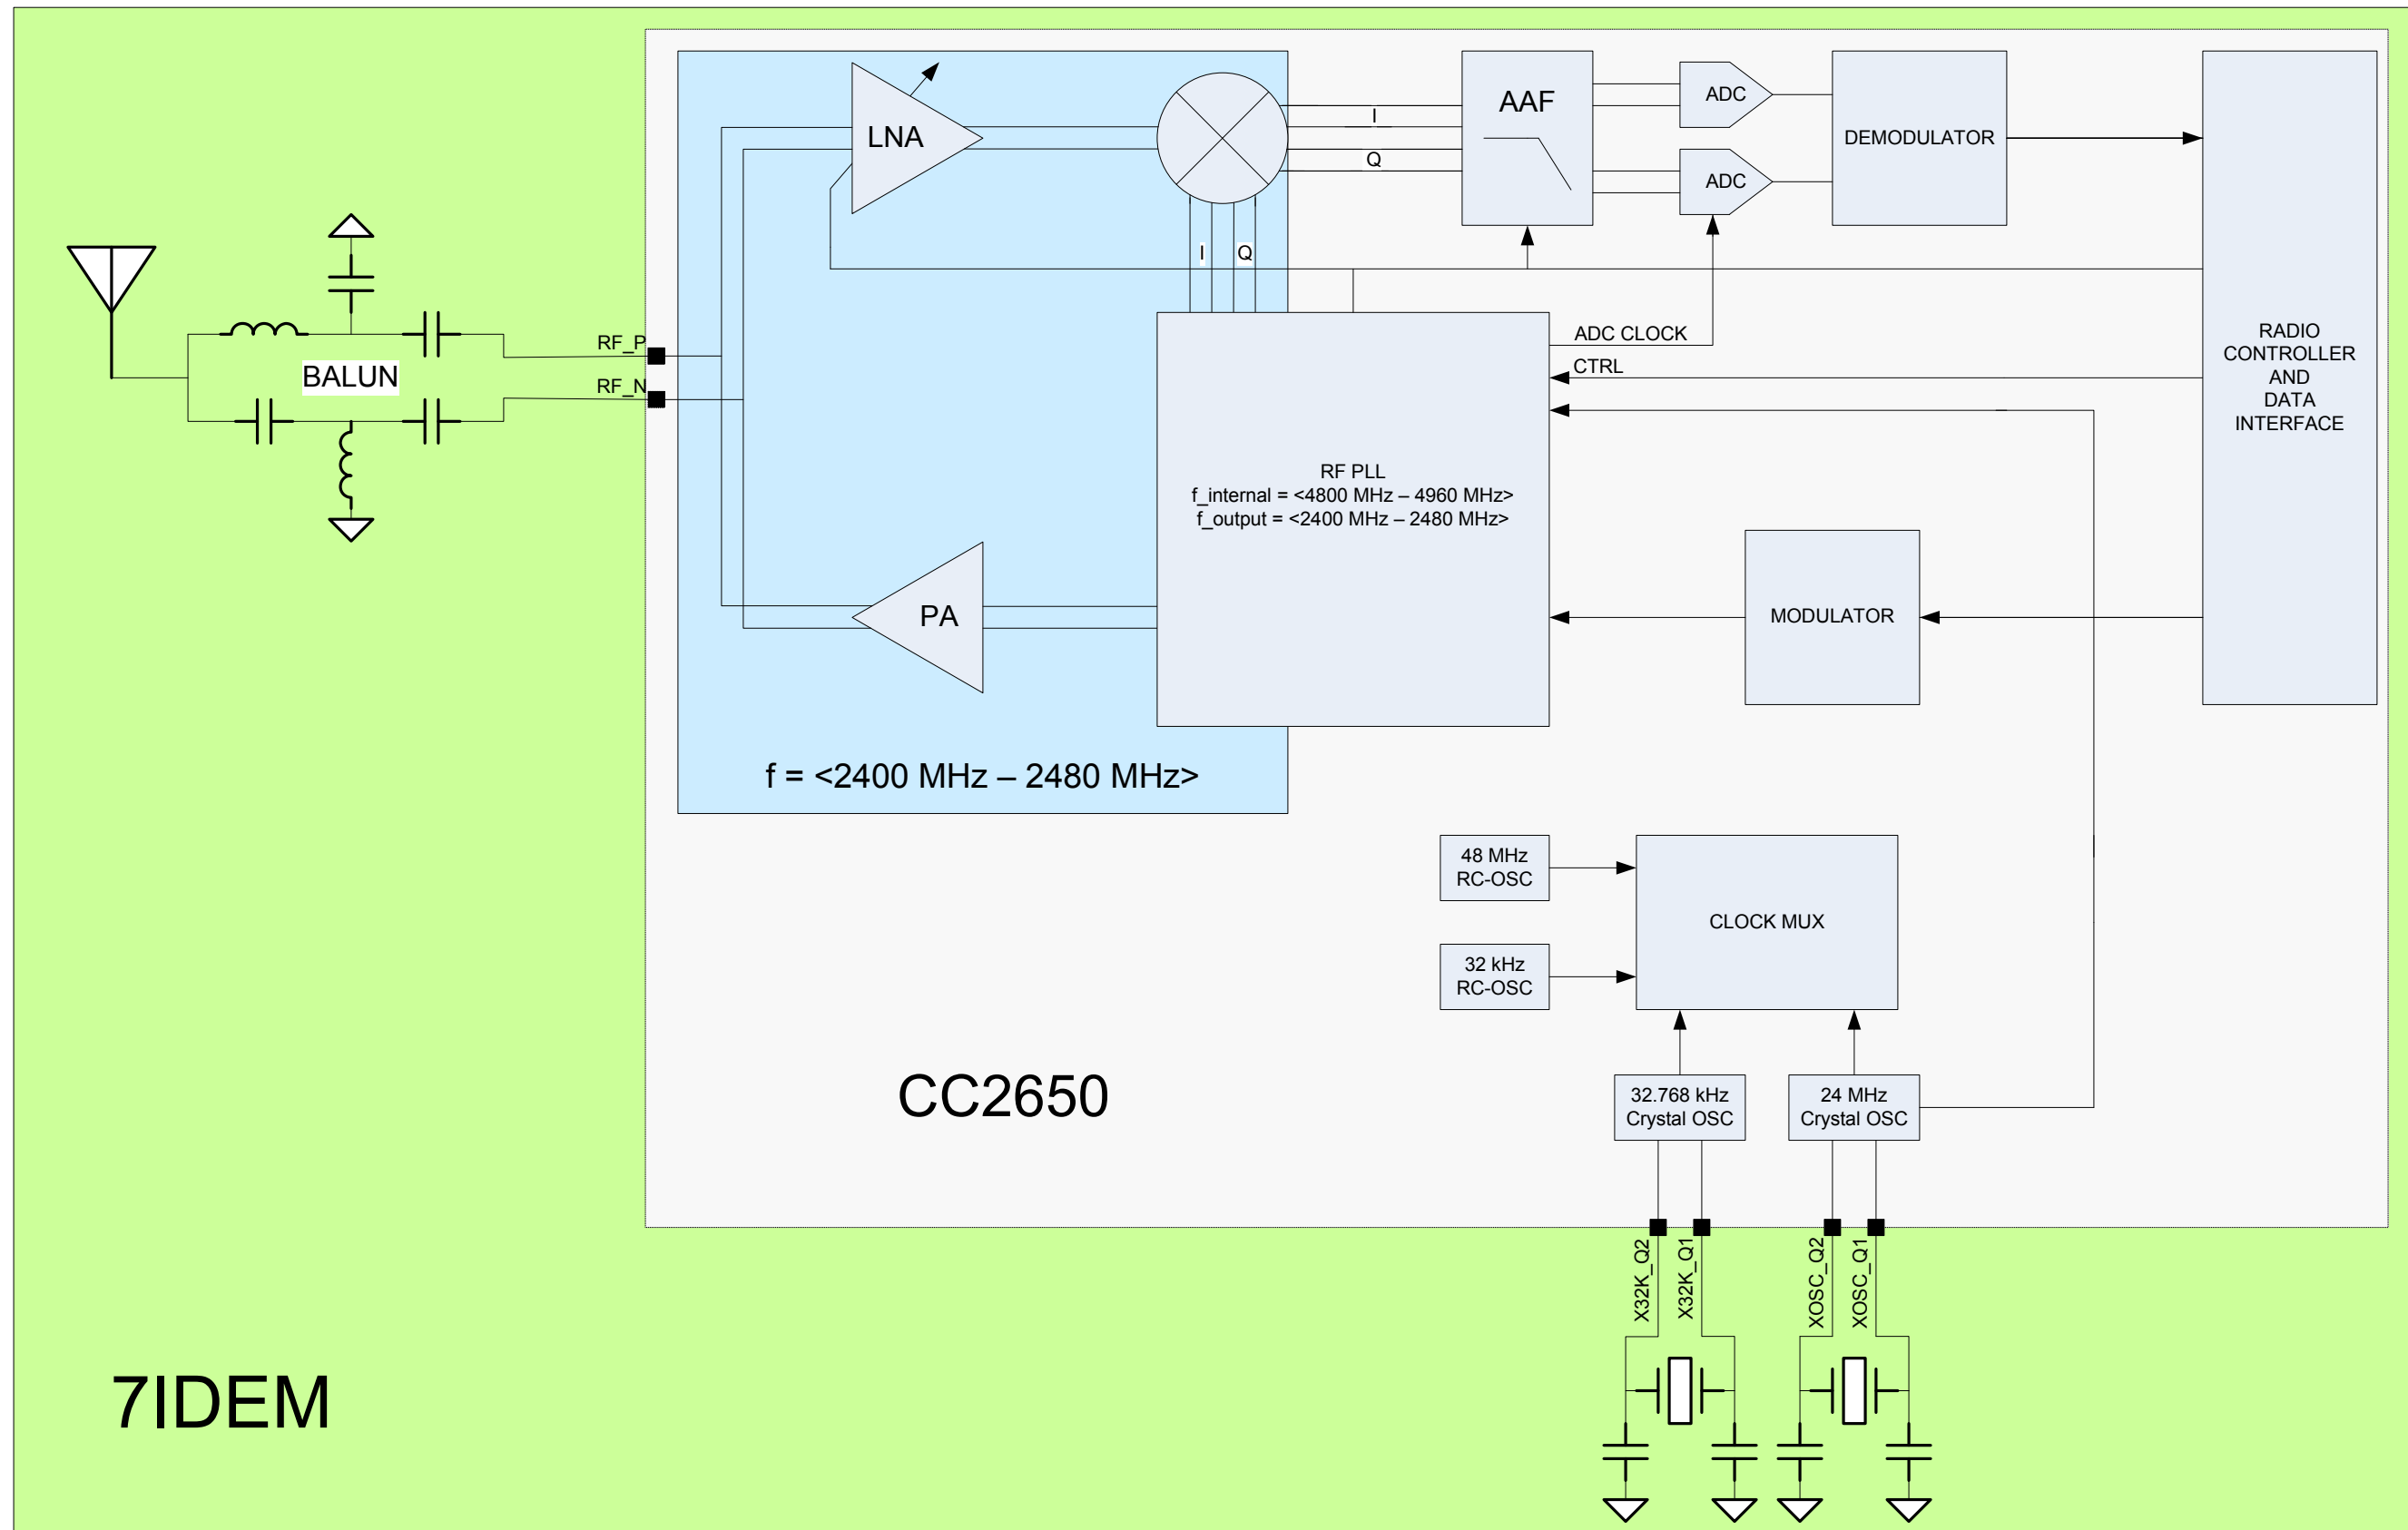 LNA
I
Q
AAF
ADC
ADC
DEMODULATOR
I
Q
RADIO
CONTROLLER
AND
DATA
INTERFACE
ADC CLOCK
CTRL
RF_P
RF_N
BALUN
RF PLL
f_internal = <4800 MHz – 4960 MHz>
f_output = <2400 MHz – 2480 MHz>
PA
MODULATOR
f = <2400 MHz – 2480 MHz>
48 MHz
RC-OSC
CLOCK MUX
32 kHz
RC-OSC
CC2650
32.768 kHz
Crystal OSC
24 MHz
Crystal OSC
X32K_Q2
X32K_Q1
XOSC_Q2
XOSC_Q1
7IDEM